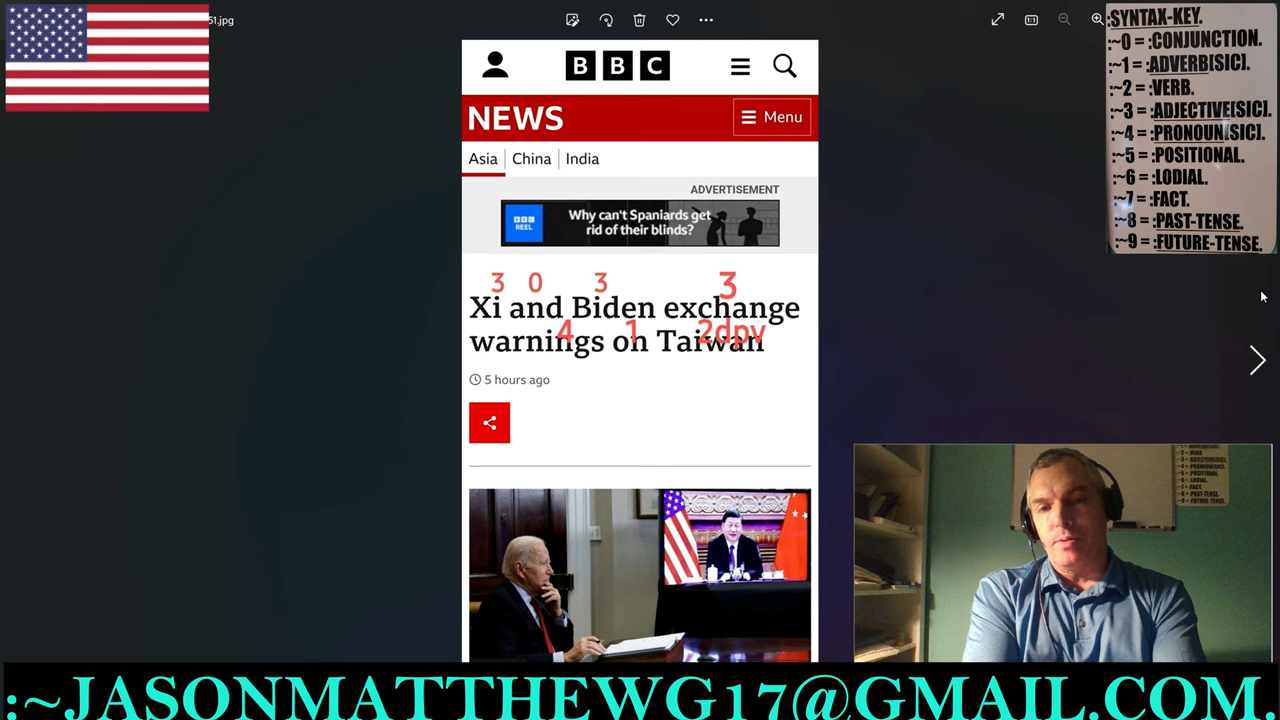 51.jpg
:SYNTAX-KEY.
:~0 = :CONJUNCTION.
:~1 = :ADVERB[SIC].
:~2 = :VERB.
:~3 = :ADJECTIVE[SIC].
:~4 = :PRONOUN[SIC].
:~5 = :POSITIONAL.
:~6 = :LODIAL.
:~7 = :FACT.
:~8 = :PAST-TENSE.
:~9 = :FUTURE-TENSE.
BBC
NEWS
Menu
Asia China India
ADVERTISEMENT
BBC
REEL
Why can't Spaniards get
rid of their blinds?
3 0 3 3
Xi and Biden exchange
4 1 2dpv
warnings on Taiwan
5 hours ago
:~JASONMATTHEWG17@GMAIL.COM.